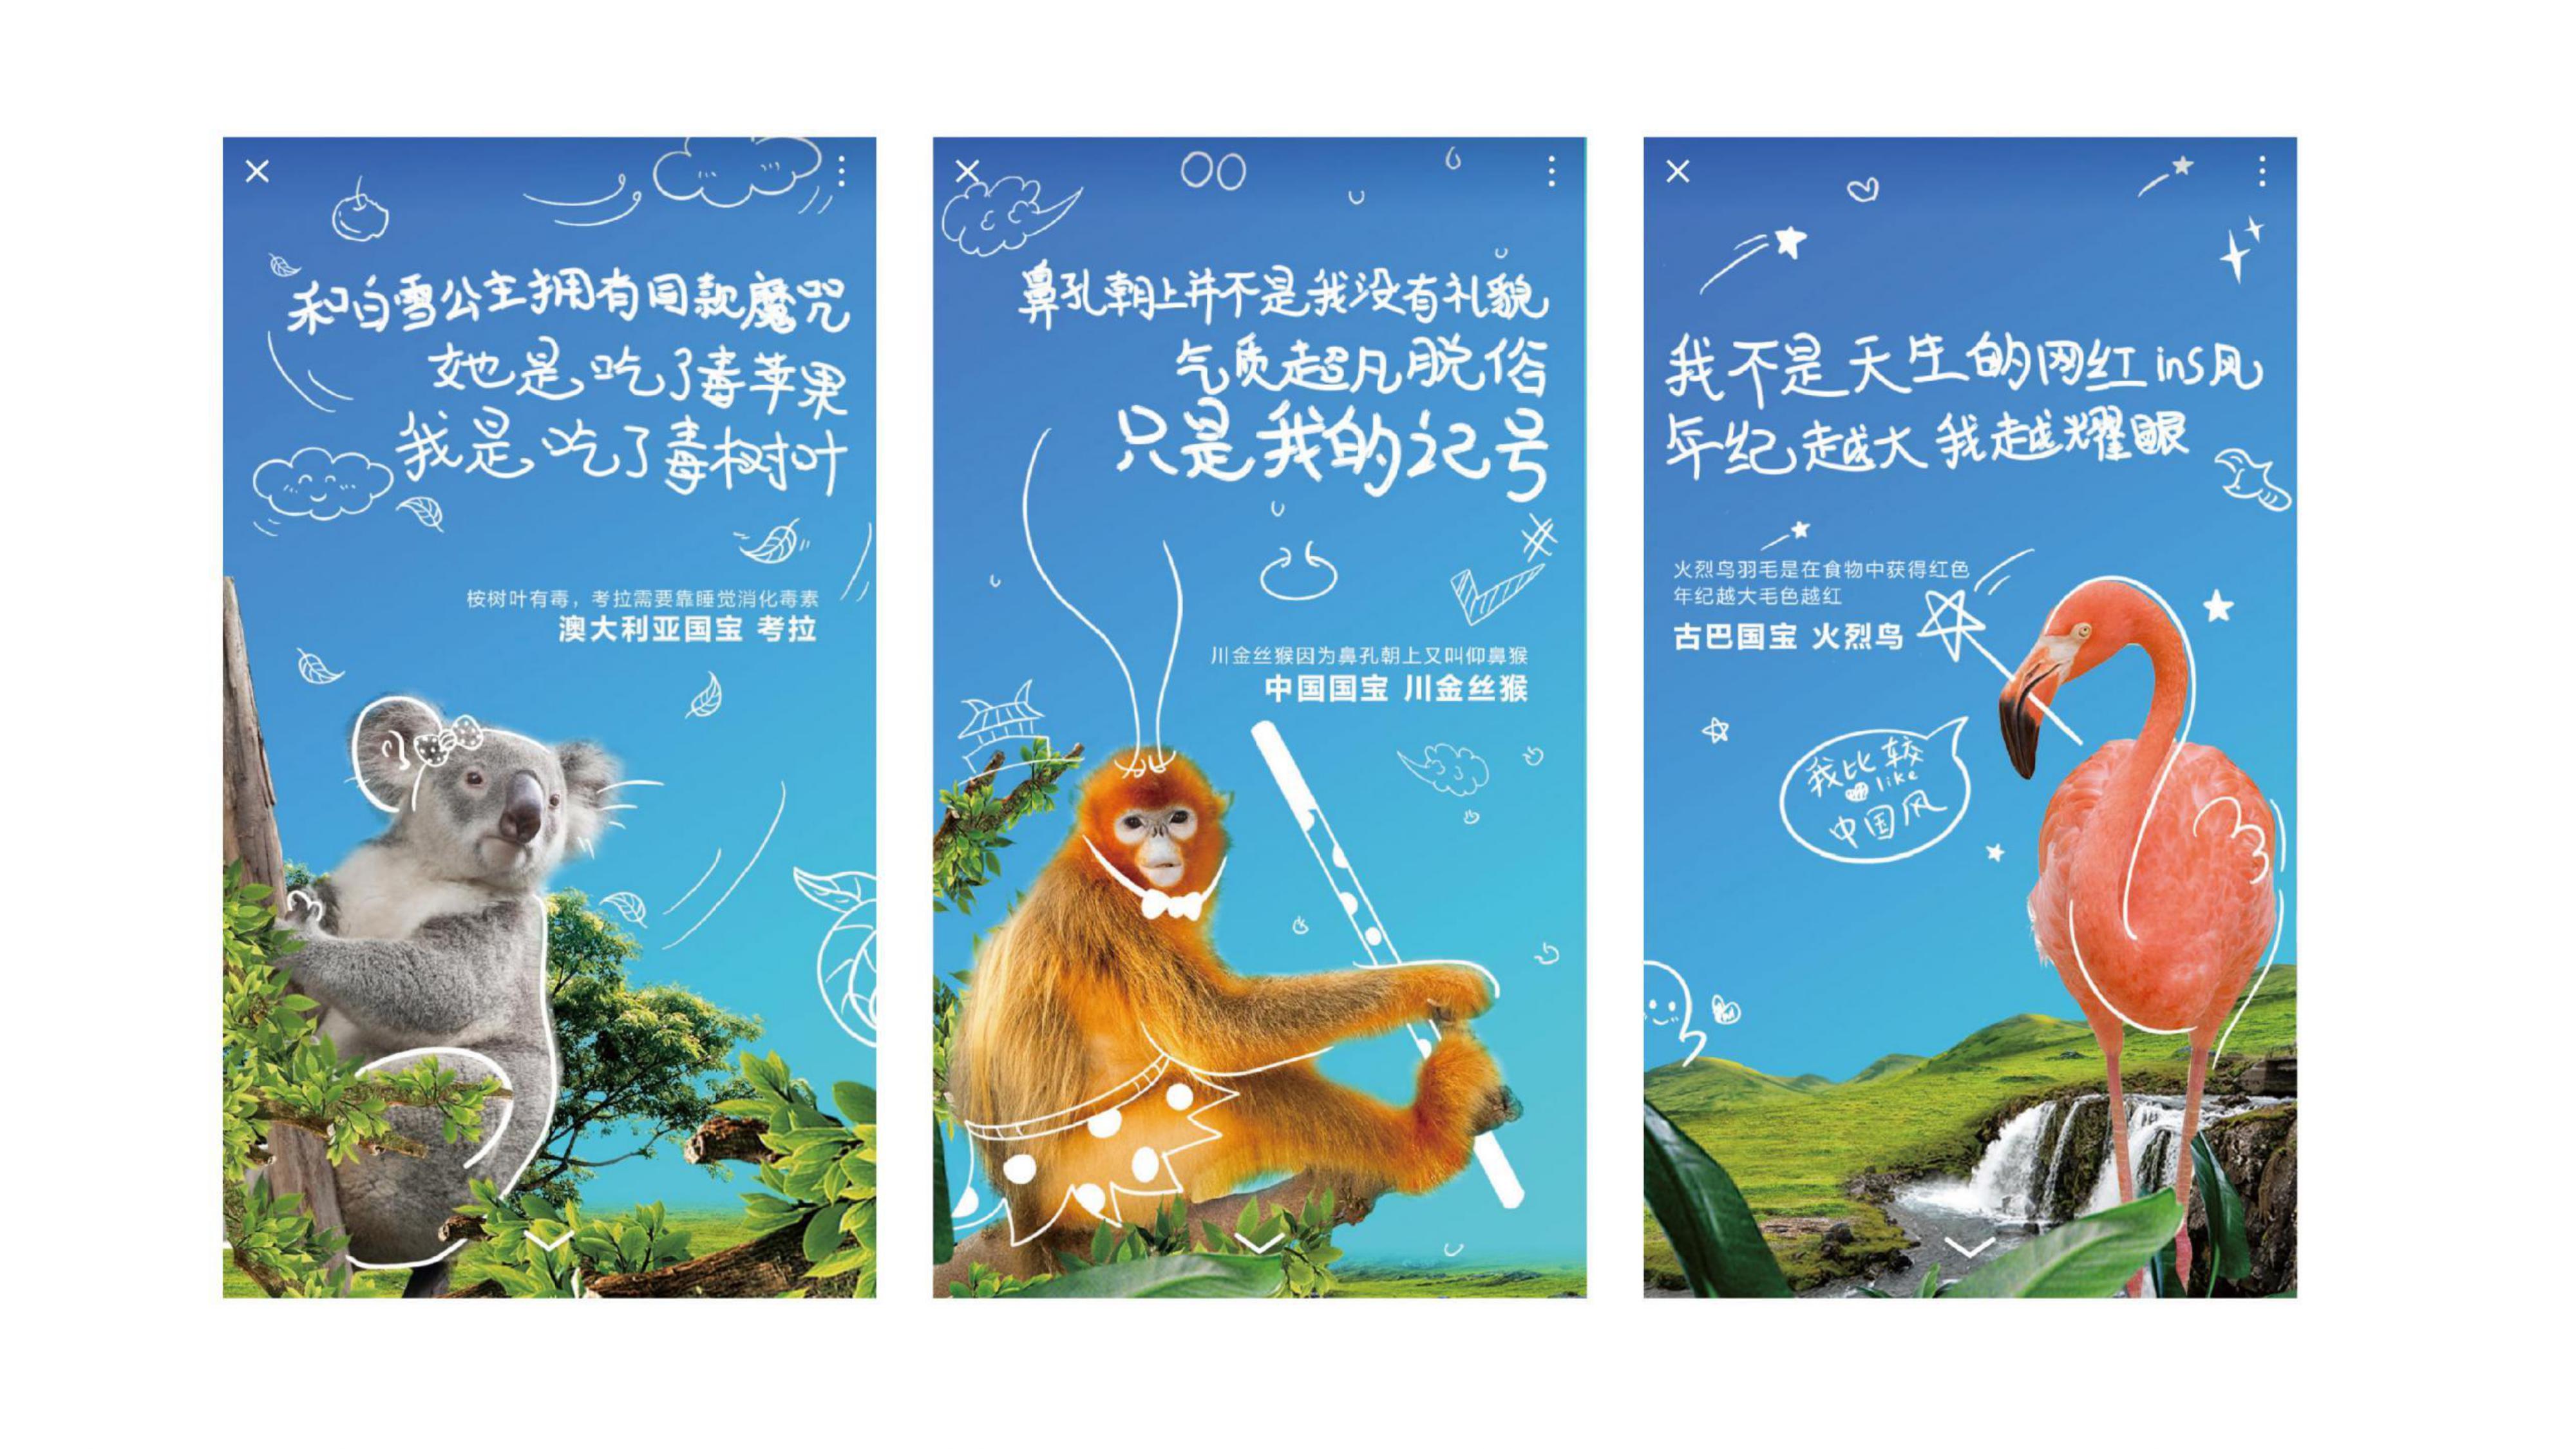 和白雪公主拥有同款魔咒
她是吃了毒苹果
我是吃了毒树叶
桉树叶有毒，考拉需要靠睡觉消化毒素
澳大利亚国宝 考拉
鼻孔朝上并不是我没有礼貌
气质超凡脱俗
只是我的记号
川金丝猴因为鼻孔朝上又叫仰鼻猴
中国国宝 川金丝猴
我不是天生的网红ins风
年纪越大我越耀眼
火烈鸟羽毛是在食物中获得红色
年纪越大毛色越红
古巴国宝 火烈鸟
我比较
like
中国风